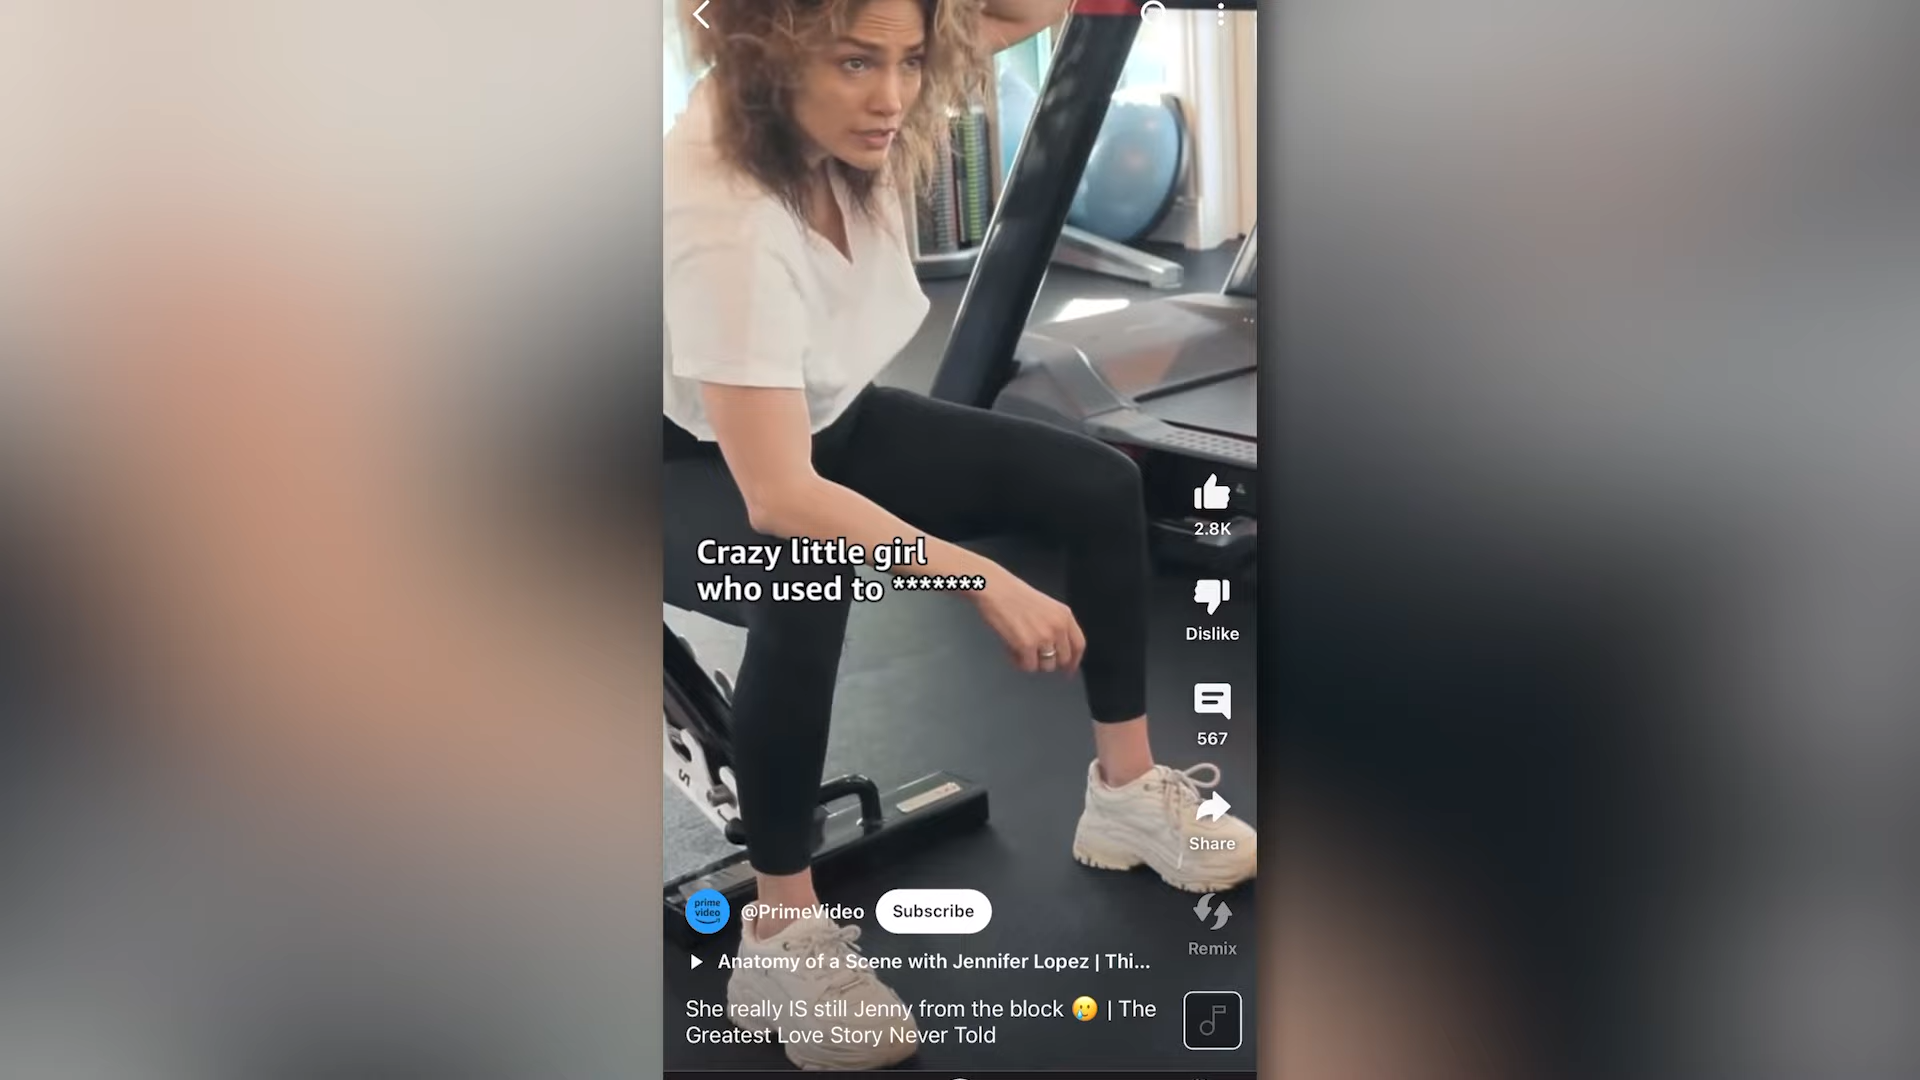 Crazy little girl
who used to *******
2.8K
Dislike
567
Share
prime
video
@PrimeVideo
Subscribe
Remix
Anatomy of a Scene with Jennifer Lopez | Thi...
She really IS still Jenny from the block 🥲 | The
Greatest Love Story Never Told